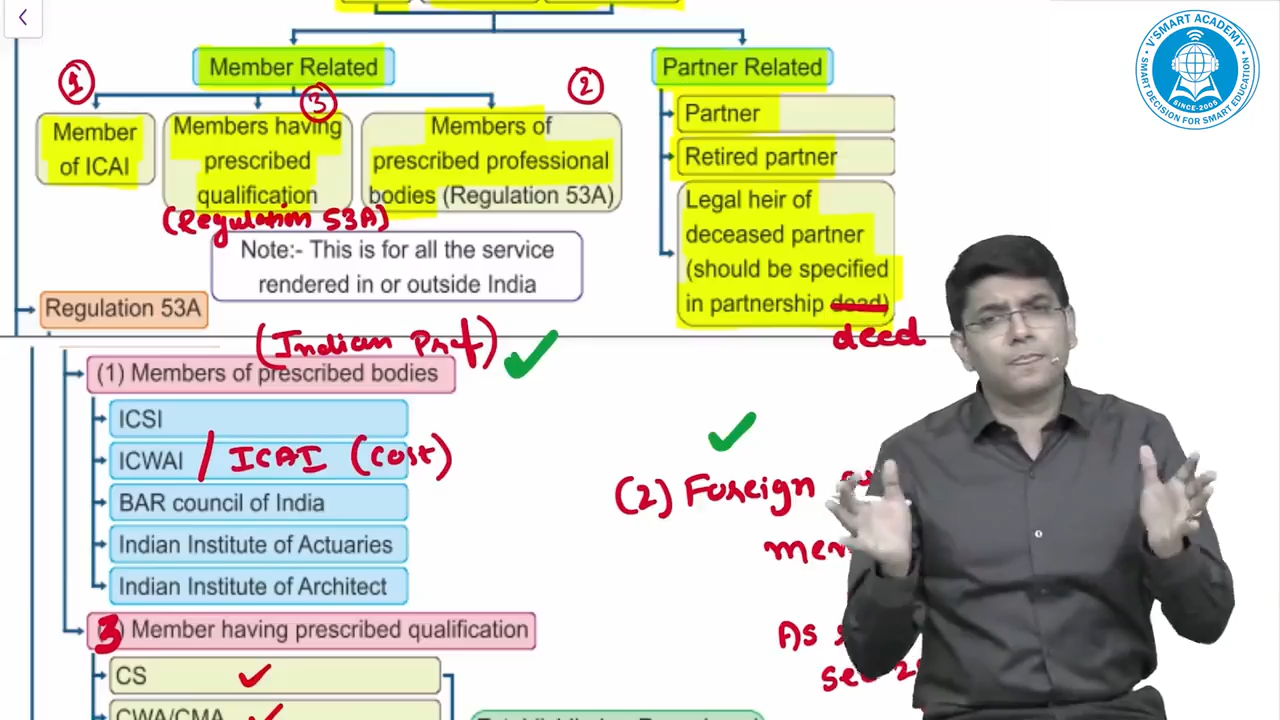 V'SMART ACADEMY
SINCE-2006
SMART DECISION FOR SMART EDUCATION
Member Related
Partner Related
1
3
2
Member
of ICAI
Members having
prescribed
qualification
(Regulation 53A)
Members of
prescribed professional
bodies (Regulation 53A)
Partner
Retired partner
Legal heir of
deceased partner
(should be specified
in partnership dead)
deed
Note:- This is for all the service
rendered in or outside India
Regulation 53A
(Indian Prf)
(1) Members of prescribed bodies
ICSI
ICWAI / ICAI (Cost)
BAR council of India
Indian Institute of Actuaries
Indian Institute of Architect
(2) Foreign
As
3) Member having prescribed qualification
CS
CWA/CMA